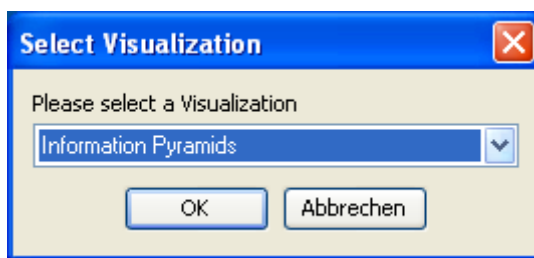 Select Visualization
Please select a Visualization
Information Pyramids
OK Abbrechen